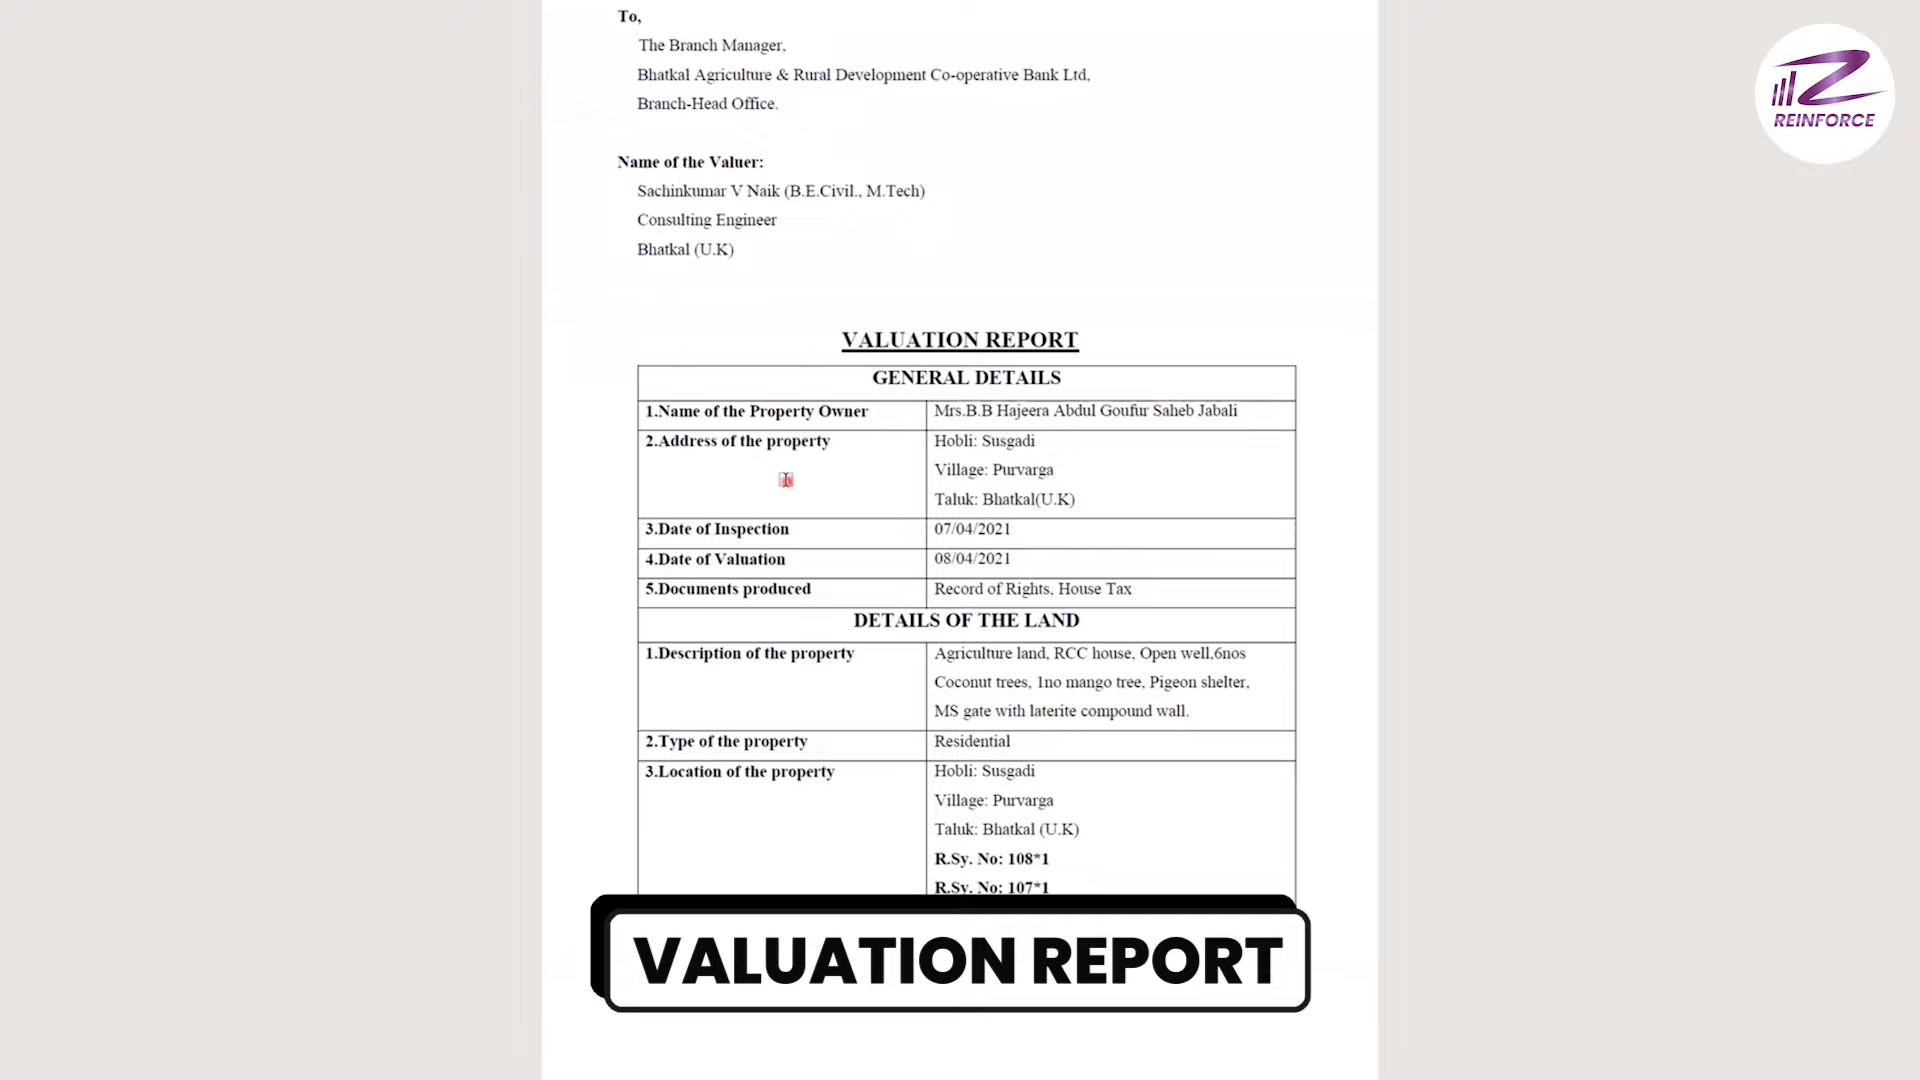 To,
The Branch Manager,
Bhatkal Agriculture & Rural Development Co-operative Bank Ltd,
Branch-Head Office.
REINFORCE
Name of the Valuer:
Sachinkumar V Naik (B.E.Civil., M.Tech)
Consulting Engineer
Bhatkal (U.K)
VALUATION REPORT
GENERAL DETAILS
1.Name of the Property Owner Mrs.B.B Hajeera Abdul Goufur Saheb Jabali
2.Address of the property Hobli: Susgadi
Village: Purvarga
Taluk: Bhatkal(U.K)
3.Date of Inspection 07/04/2021
4.Date of Valuation 08/04/2021
5.Documents produced Record of Rights, House Tax
DETAILS OF THE LAND
1.Description of the property Agriculture land, RCC house, Open well,6nos
Coconut trees, 1no mango tree, Pigeon shelter,
MS gate with laterite compound wall.
2.Type of the property Residential
3.Location of the property Hobli: Susgadi
Village: Purvarga
Taluk: Bhatkal (U.K)
R.Sy. No: 108*1
R.Sy. No: 107*1
VALUATION REPORT